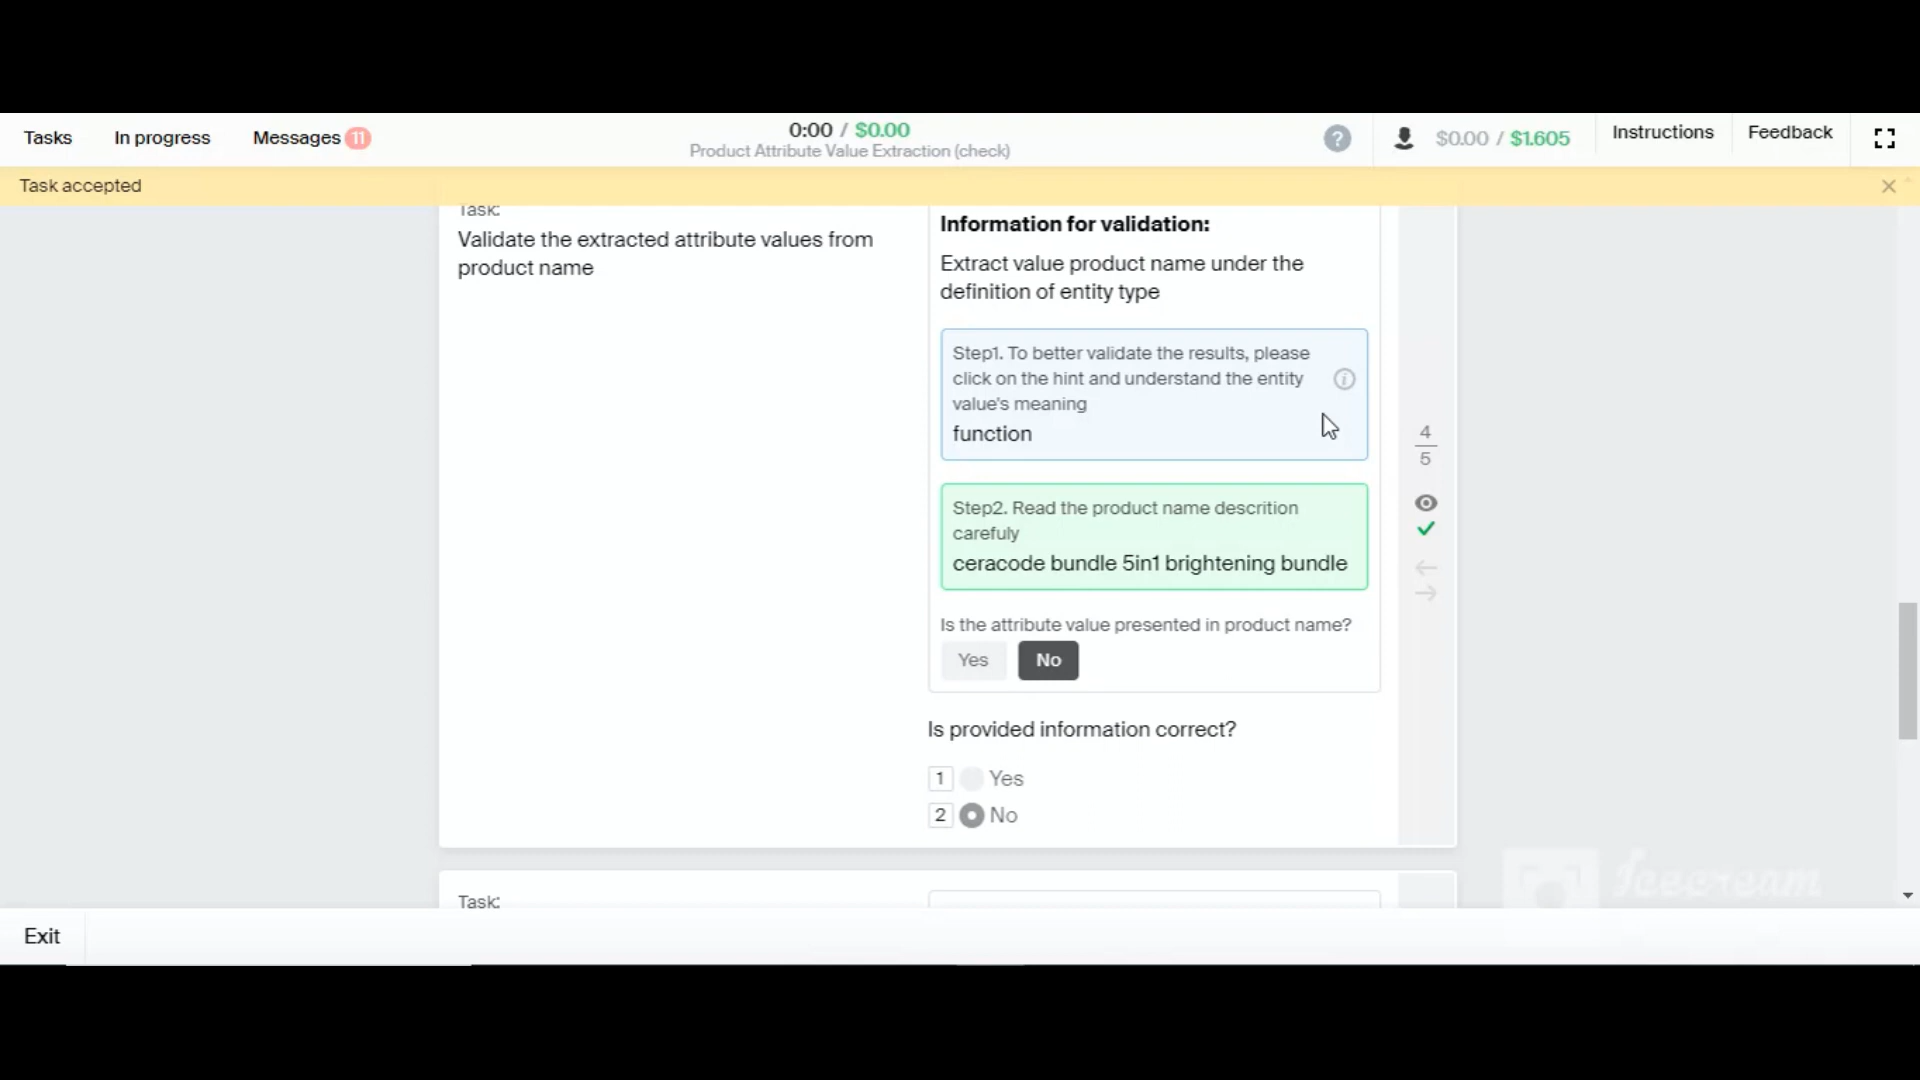 Tasks In progress Messages 11 0:00 / $0.00 ? $0.00 / $1.605 Instructions Feedback
Product Attribute Value Extraction (check)
Task accepted
Task:
Validate the extracted attribute values from
product name
Information for validation:
Extract value product name under the
definition of entity type
Step1. To better validate the results, please
click on the hint and understand the entity
value's meaning
function
Step2. Read the product name descrition
carefuly
ceracode bundle 5in1 brightening bundle
Is the attribute value presented in product name?
Yes No
Is provided information correct?
1 Yes
2 No
4
5
Task:
Icecream
Exit